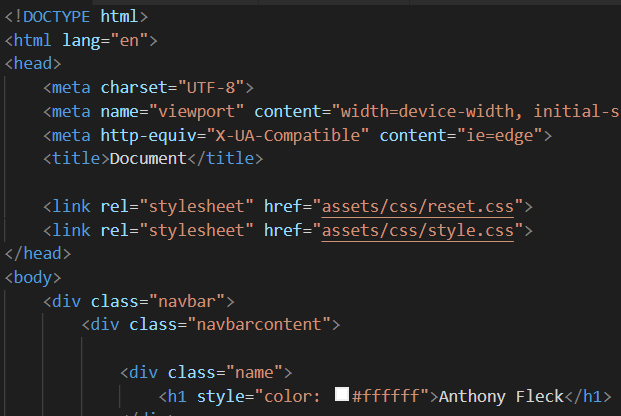 <!DOCTYPE html>
<html lang="en">
<head>
    <meta charset="UTF-8">
    <meta name="viewport" content="width=device-width, initial-s
    <meta http-equiv="X-UA-Compatible" content="ie=edge">
    <title>Document</title>

    <link rel="stylesheet" href="assets/css/reset.css">
    <link rel="stylesheet" href="assets/css/style.css">
</head>
<body>
    <div class="navbar">
        <div class="navbarcontent">

            <div class="name">
                <h1 style="color: #ffffff">Anthony Fleck</h1>